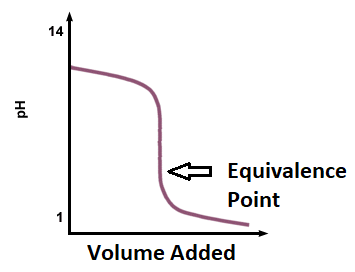 14
pH
Equivalence
Point
1
Volume Added